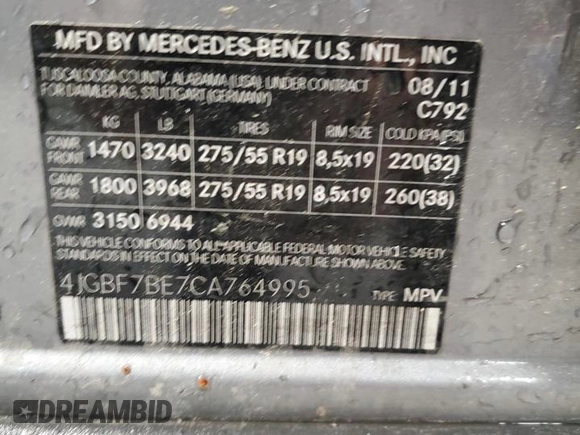 MFD BY MERCEDES-BENZ U.S. INTL., INC
TUSCALOOSA COUNTY, ALABAMA (USA), UNDER CONTRACT
FOR DAIMLER AG, STUTTGART (GERMANY)
08/11
C792
KG LB TIRES RIM SIZE COLD KPA(PSI)
GAWR FRONT 1470 3240 275/55 R19 8,5x19 220(32)
GAWR REAR 1800 3968 275/55 R19 8,5x19 260(38)
GVWR 3150 6944
THIS VEHICLE CONFORMS TO ALL APPLICABLE FEDERAL MOTOR VEHICLE SAFETY
STANDARDS IN EFFECT ON THE DATE OF MANUFACTURE SHOWN ABOVE.
4JGBF7BE7CA764995
TYPE: MPV
DREAMBID